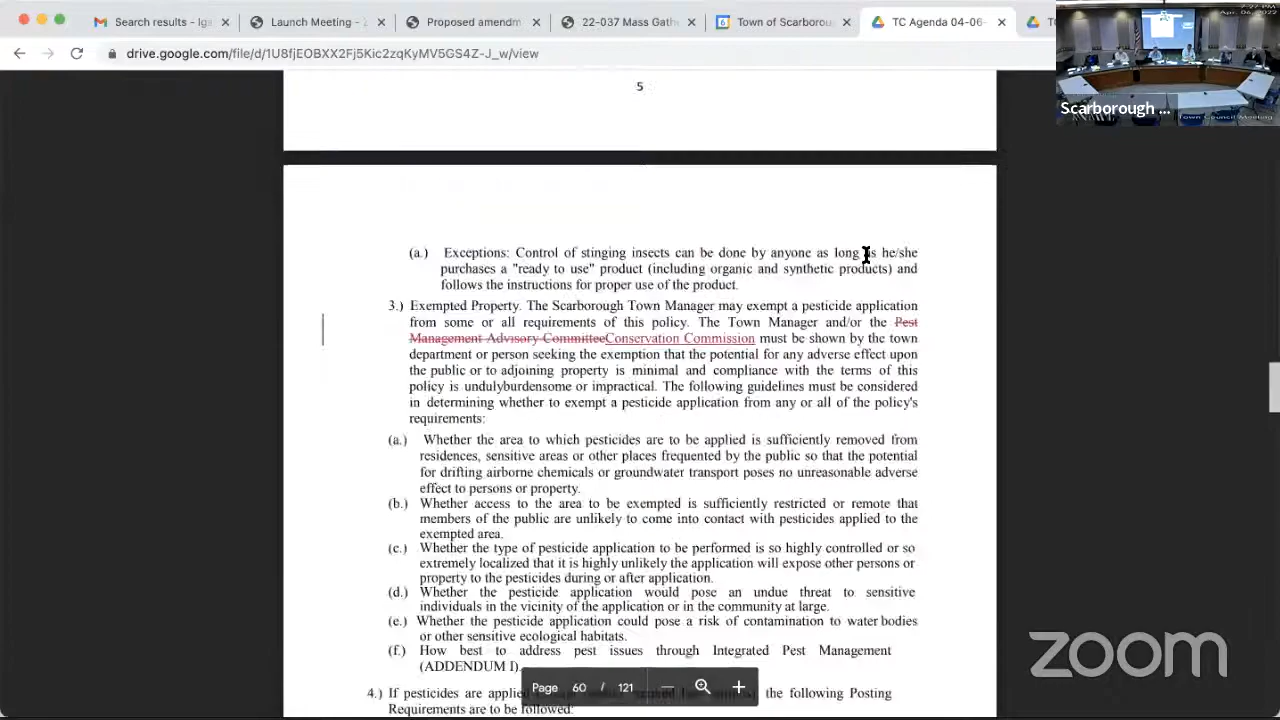 Search results - lga
Launch Meeting - Z
Proposed amendm
22-037 Mass Gath
Town of Scarborou
TC Agenda 04-06-
TC
drive.google.com/file/d/1U8fjEOBXX2Fj5Kic2zqKyMV5GS4Z-J_w/view
7:27 PM
Apr. 06, 2022
Scarborough ...
Town Council Meeting
5
(a.) Exceptions: Control of stinging insects can be done by anyone as long as he/she
purchases a "ready to use" product (including organic and synthetic products) and
follows the instructions for proper use of the product.
3.) Exempted Property. The Scarborough Town Manager may exempt a pesticide application
from some or all requirements of this policy. The Town Manager and/or the Pest
Management Advisory CommitteeConservation Commission must be shown by the town
department or person seeking the exemption that the potential for any adverse effect upon
the public or to adjoining property is minimal and compliance with the terms of this
policy is undulyburdensome or impractical. The following guidelines must be considered
in determining whether to exempt a pesticide application from any or all of the policy's
requirements:
(a.) Whether the area to which pesticides are to be applied is sufficiently removed from
residences, sensitive areas or other places frequented by the public so that the potential
for drifting airborne chemicals or groundwater transport poses no unreasonable adverse
effect to persons or property.
(b.) Whether access to the area to be exempted is sufficiently restricted or remote that
members of the public are unlikely to come into contact with pesticides applied to the
exempted area.
(c.) Whether the type of pesticide application to be performed is so highly controlled or so
extremely localized that it is highly unlikely the application will expose other persons or
property to the pesticides during or after application.
(d.) Whether the pesticide application would pose an undue threat to sensitive
individuals in the vicinity of the application or in the community at large.
(e.) Whether the pesticide application could pose a risk of contamination to water bodies
or other sensitive ecological habitats.
(f.) How best to address pest issues through Integrated Pest Management
(ADDENDUM I).
Page 60 / 121
4.) If pesticides are applied the following Posting
Requirements are to be followed:
zoom